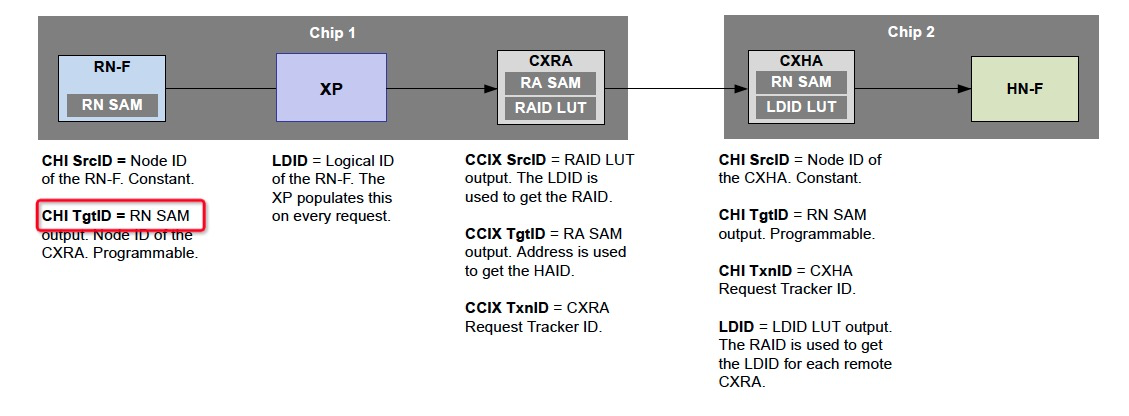 Chip 1
RN-F
RN SAM
XP
CXRA
RA SAM
RAID LUT
Chip 2
CXHA
RN SAM
LDID LUT
HN-F
CHI SrcID = Node ID
of the RN-F. Constant.
CHI TgtID = RN SAM
output. Node ID of the
CXRA. Programmable.
LDID = Logical ID
of the RN-F. The
XP populates this
on every request.
CCIX SrcID = RAID LUT
output. The LDID is
used to get the RAID.
CCIX TgtID = RA SAM
output. Address is used
to get the HAID.
CCIX TxnID = CXRA
Request Tracker ID.
CHI SrcID = Node ID of
the CXHA. Constant.
CHI TgtID = RN SAM
output. Programmable.
CHI TxnID = CXHA
Request Tracker ID.
LDID = LDID LUT output.
The RAID is used to get
the LDID for each remote
CXRA.